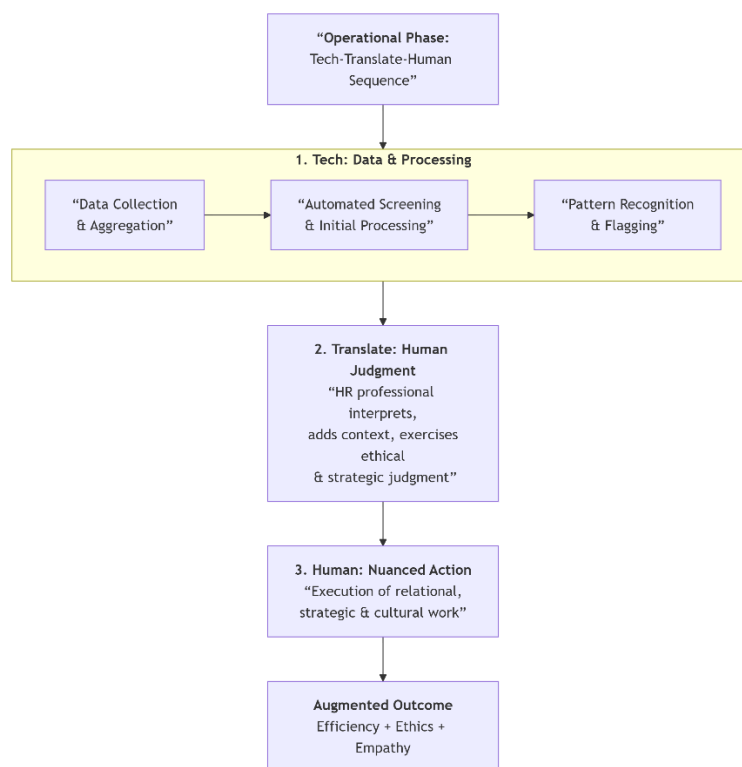 “Operational Phase:
Tech-Translate-Human
Sequence”
1. Tech: Data & Processing
“Data Collection
& Aggregation”
“Automated Screening
& Initial Processing”
“Pattern Recognition
& Flagging”
2. Translate: Human
Judgment
“HR professional
interprets,
adds context, exercises
ethical
& strategic judgment”
3. Human: Nuanced Action
“Execution of relational,
strategic & cultural work”
Augmented Outcome
Efficiency + Ethics +
Empathy